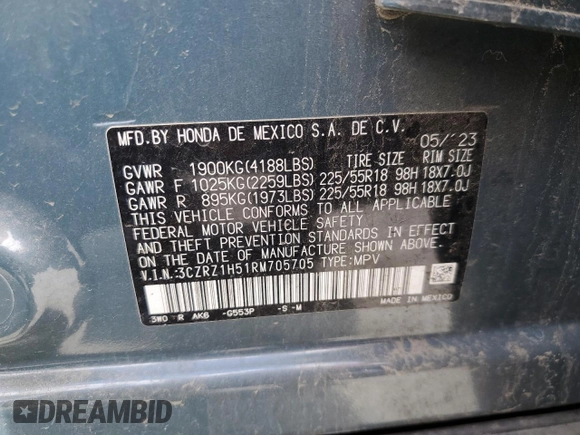 MFD.BY HONDA DE MEXICO S.A. DE C.V. 05/'23
GVWR 1900KG(4188LBS) TIRE SIZE RIM SIZE
GAWR F 1025KG(2259LBS) 225/55R18 98H 18X7.0J
GAWR R 895KG(1973LBS) 225/55R18 98H 18X7.0J
THIS VEHICLE CONFORMS TO ALL APPLICABLE
FEDERAL MOTOR VEHICLE SAFETY
AND THEFT PREVENTION STANDARDS IN EFFECT
ON THE DATE OF MANUFACTURE SHOWN ABOVE.
V.I.N.:3CZRZ1H51RM705705 TYPE:MPV
3W0 R AK6 -G553P -S-M MADE IN MEXICO
DREAMBID